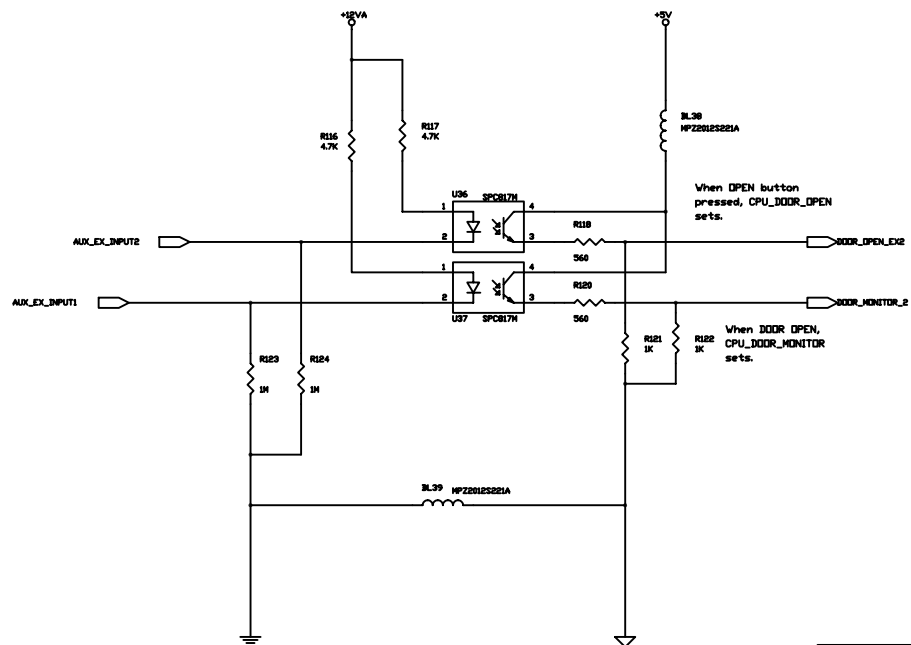 +12VA
+5V
BL38
MPZ2012S221A
R116
4.7K
R117
4.7K
U36
SPC817M
1
2
4
3
When OPEN button
pressed, CPU_DOOR_OPEN
sets.
R118
560
AUX_EX_INPUT2
DOOR_OPEN_EX2
1
2
4
3
U37
SPC817M
R120
560
AUX_EX_INPUT1
DOOR_MONITOR_2
When DOOR OPEN,
CPU_DOOR_MONITOR
sets.
R121
1K
R122
1K
R123
1M
R124
1M
BL39
MPZ2012S221A